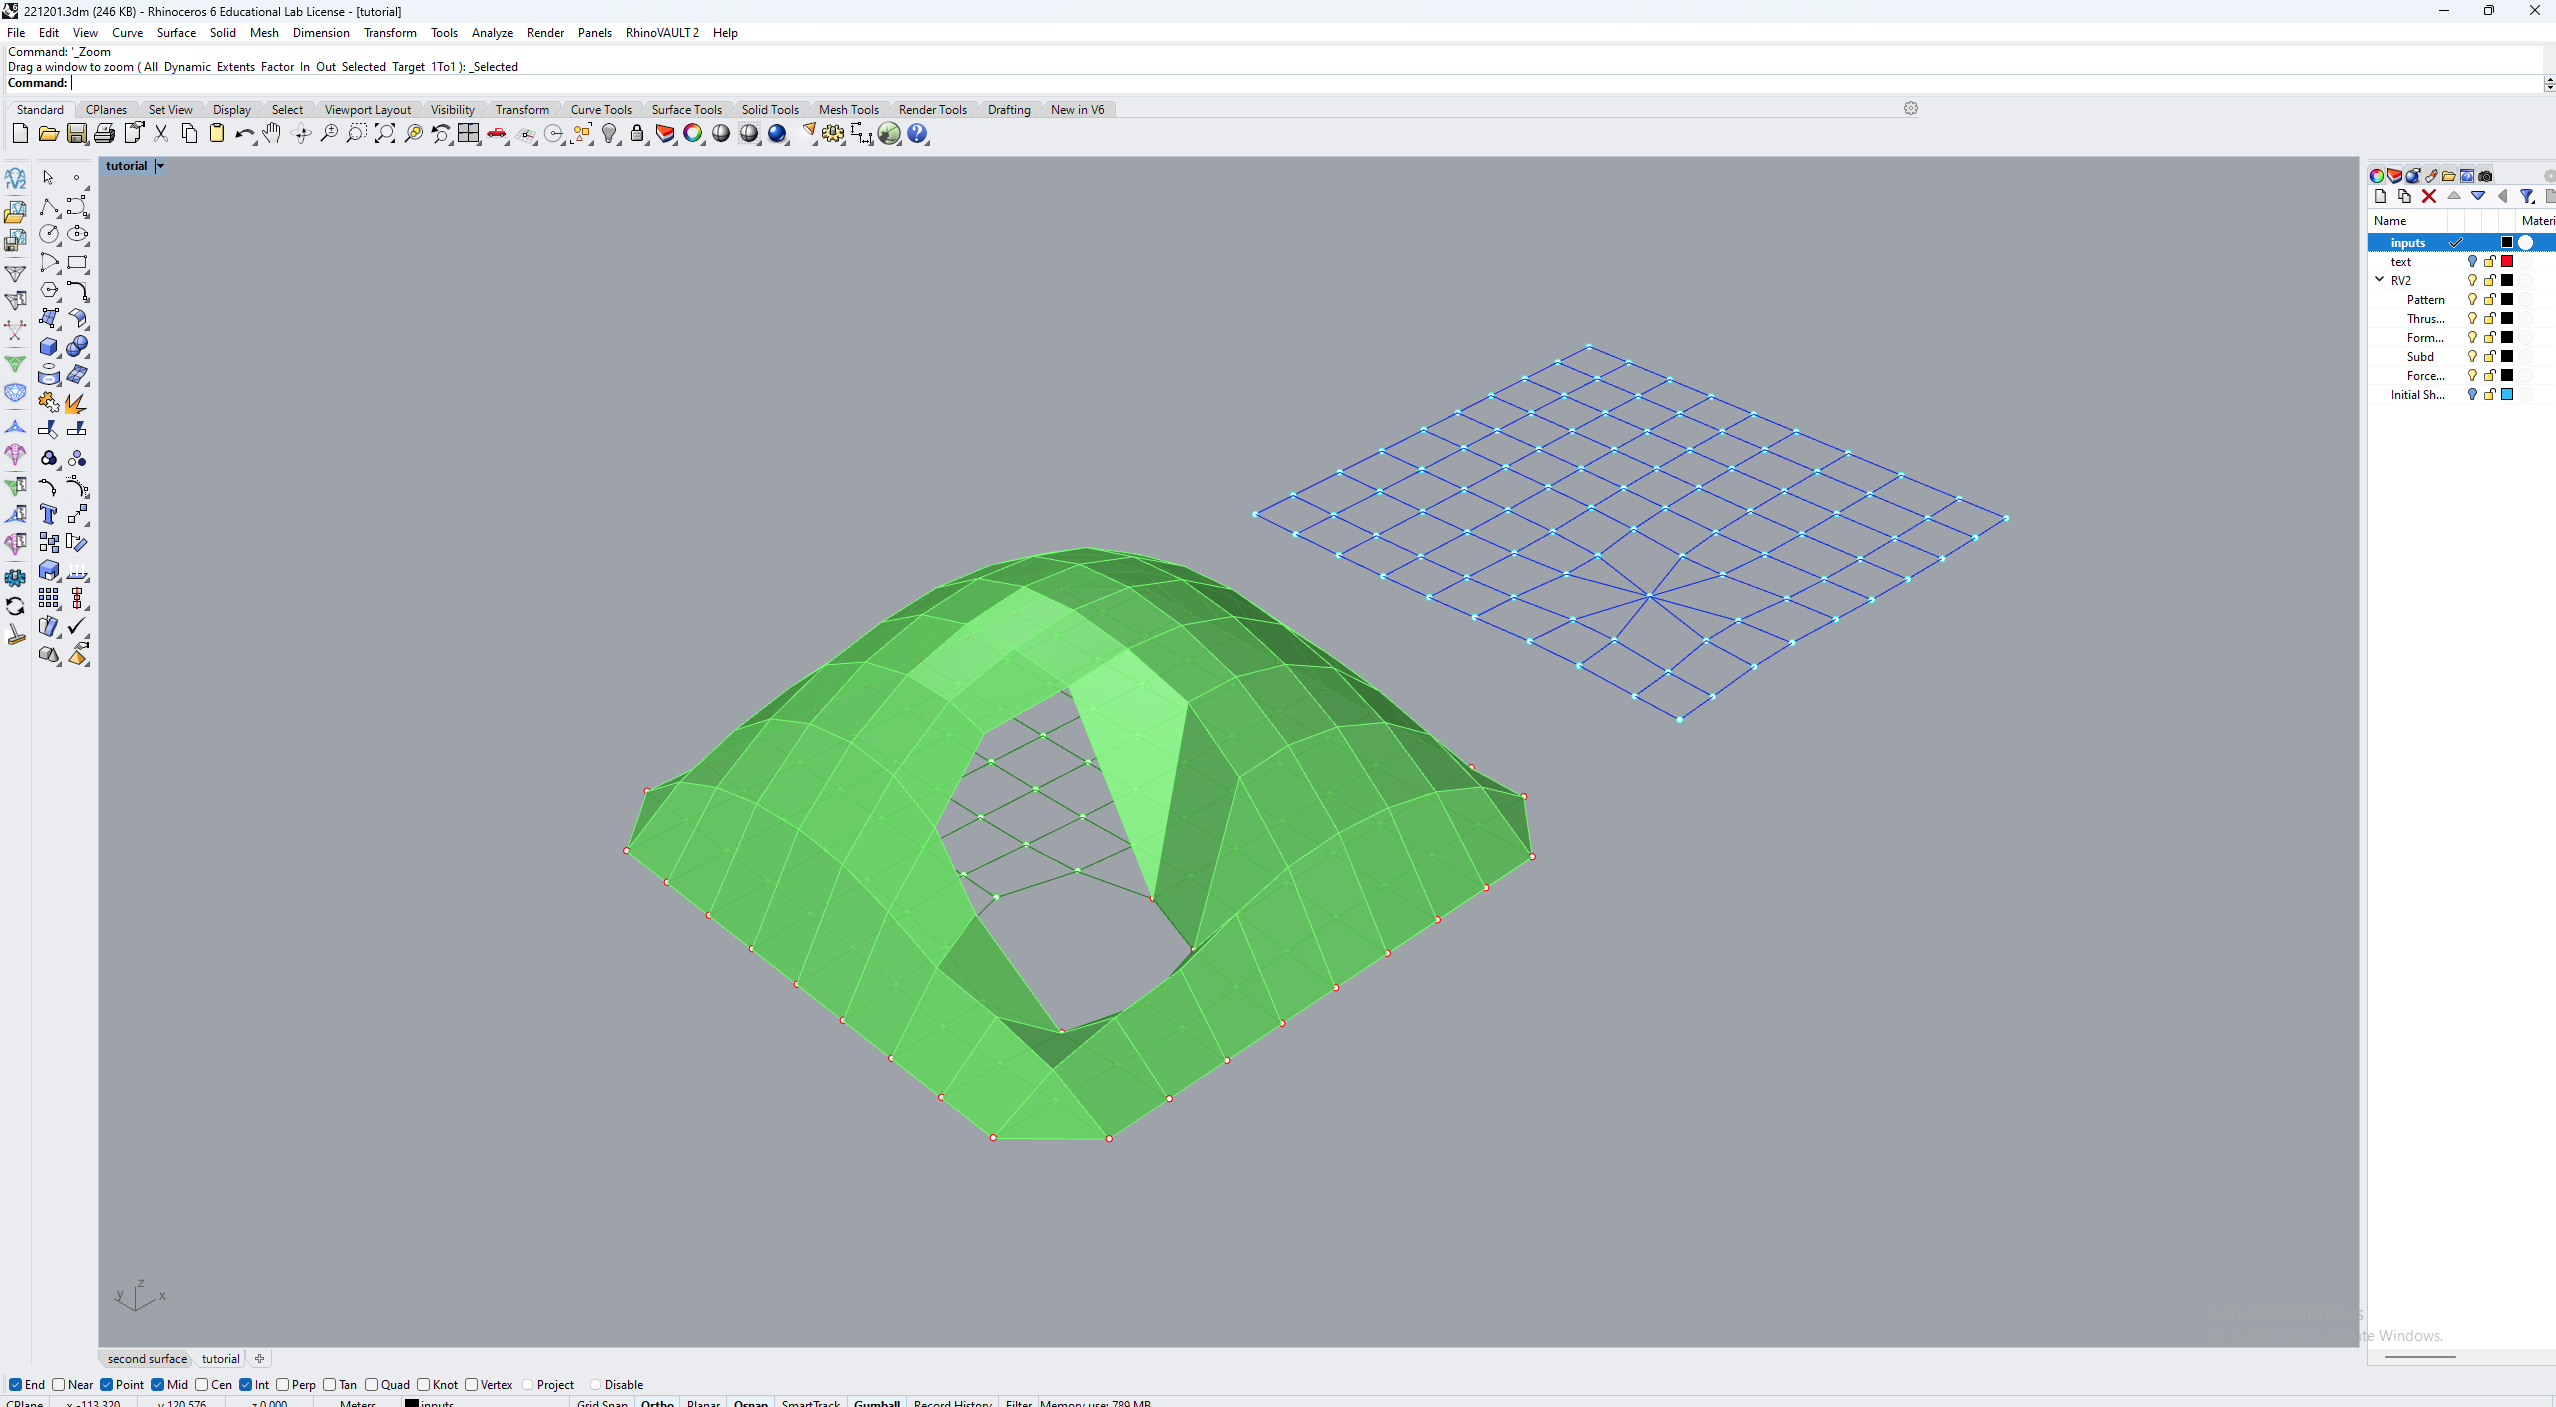 221201.3dm (246 KB) - Rhinoceros 6 Educational Lab License - [tutorial]
File Edit View Curve Surface Solid Mesh Dimension Transform Tools Analyze Render Panels RhinoVAULT2 Help
Command: '_Zoom
Drag a window to zoom ( All Dynamic Extents Factor In Out Selected Target 1To1 ): _Selected
Command:
Standard CPlanes Set View Display Select Viewport Layout Visibility Transform Curve Tools Surface Tools Solid Tools Mesh Tools Render Tools Drafting New in V6
tutorial
rV2
Name Materi
inputs
text
RV2
Pattern
Thrus...
Form...
Subd
Force...
Initial Sh...
z
y x
Activate Windows
te Windows.
second surface tutorial
End Near Point Mid Cen Int Perp Tan Quad Knot Vertex Project Disable
CPlane x -113.320 y 120.576 z 0.000 Meters inputs Grid Snap Ortho Planar Osnap SmartTrack Gumball Record History Filter Memory use: 789 MB